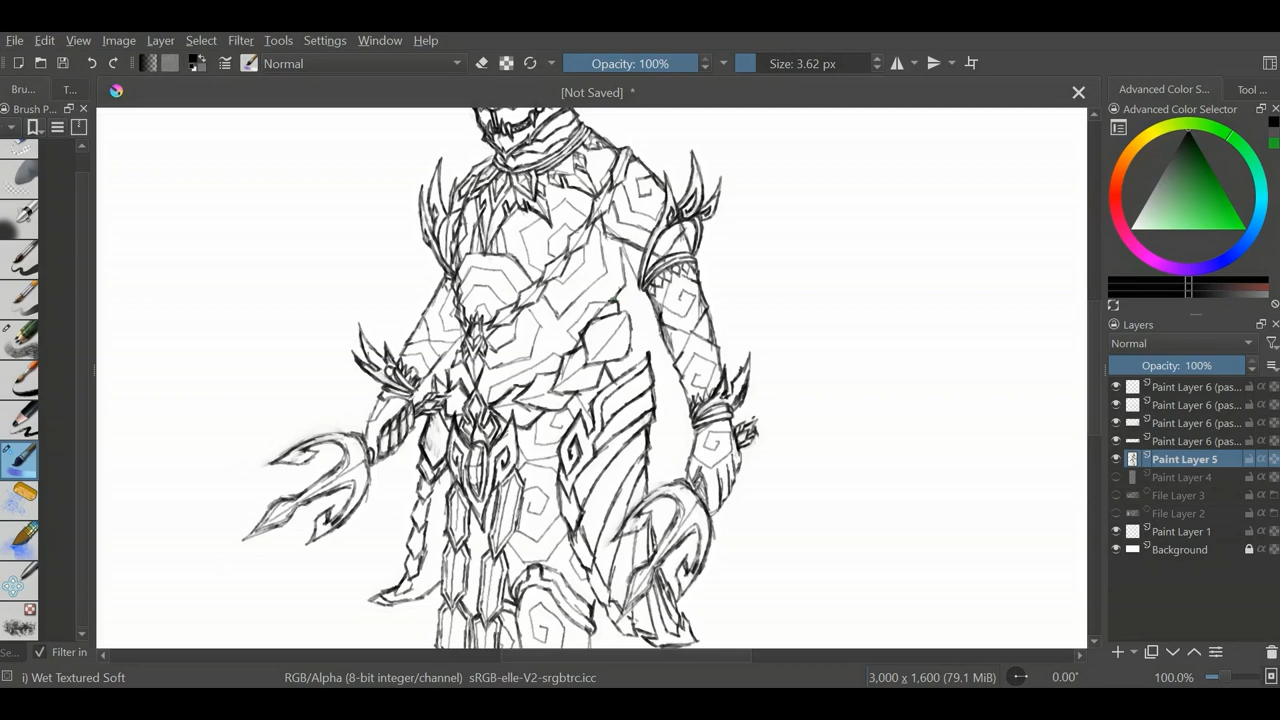 File Edit View Image Layer Select Filter Tools Settings Window Help
Normal Opacity: 100% Size: 3.62 px
Bru... T... [Not Saved] * Advanced Color S... Tool ...
Brush P... Advanced Color Selector
Layers
Normal
Opacity: 100%
Paint Layer 6 (pas...
Paint Layer 6 (pas...
Paint Layer 6 (pas...
Paint Layer 6 (pas...
Paint Layer 5
Paint Layer 4
File Layer 3
File Layer 2
Paint Layer 1
Background
Se... Filter in
i) Wet Textured Soft RGB/Alpha (8-bit integer/channel) sRGB-elle-V2-srgbtrc.icc 3,000 x 1,600 (79.1 MiB) 0.00° 100.0%